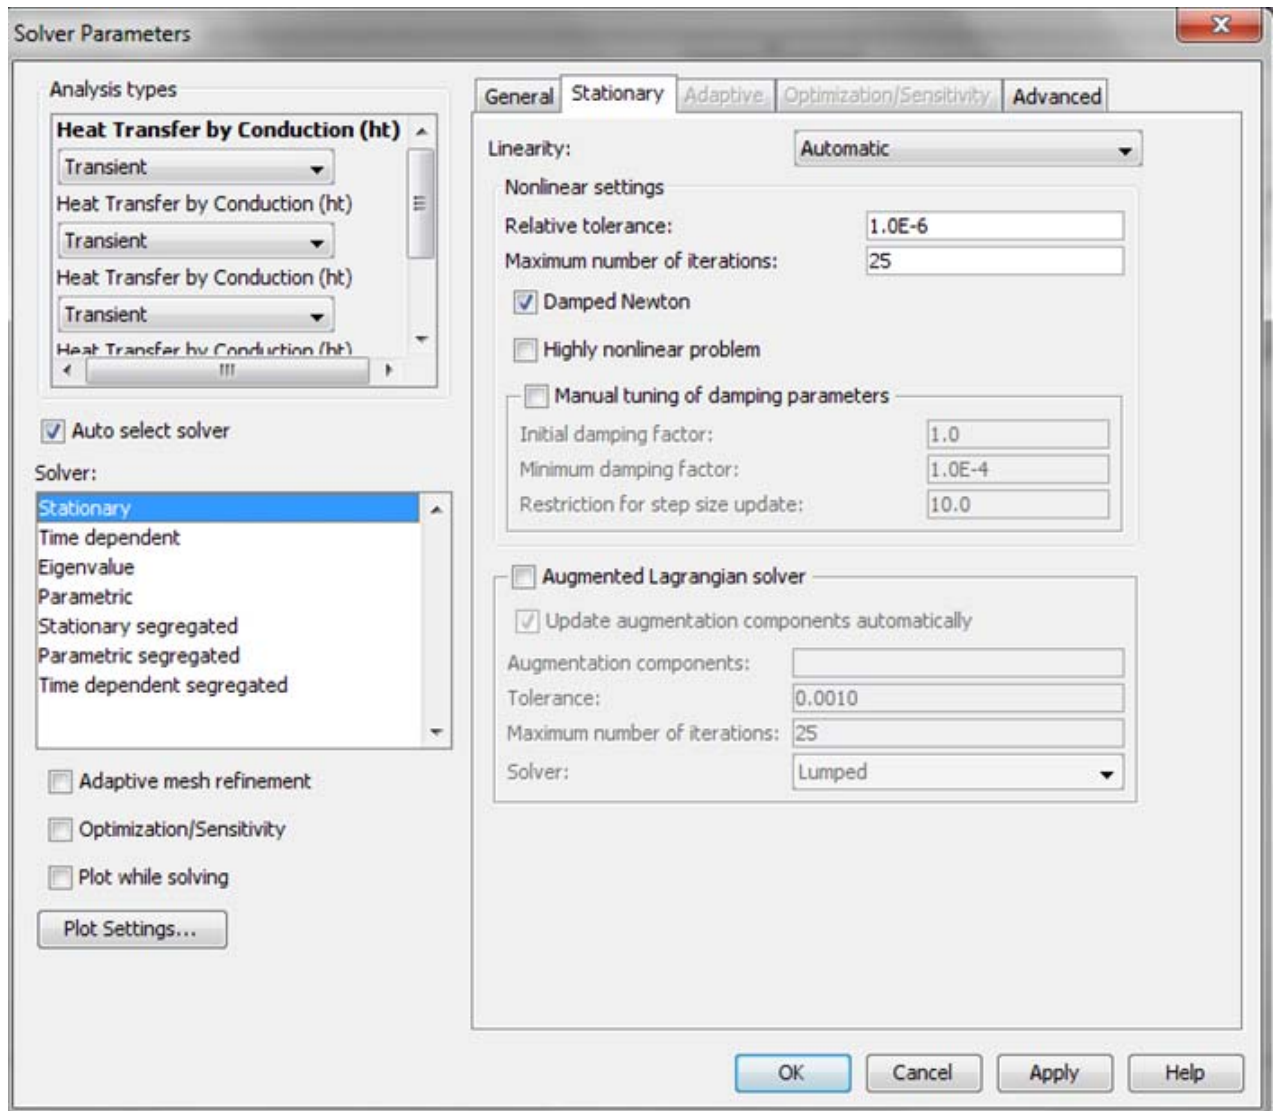 Solver Parameters
Analysis types
Heat Transfer by Conduction (ht)
Transient
Heat Transfer by Conduction (ht)
Transient
Heat Transfer by Conduction (ht)
Transient
Heat Transfer by Conduction (ht)
Auto select solver
Solver:
Stationary
Time dependent
Eigenvalue
Parametric
Stationary segregated
Parametric segregated
Time dependent segregated
Adaptive mesh refinement
Optimization/Sensitivity
Plot while solving
Plot Settings...
General Stationary Adaptive Optimization/Sensitivity Advanced
Linearity: Automatic
Nonlinear settings
Relative tolerance: 1.0E-6
Maximum number of iterations: 25
Damped Newton
Highly nonlinear problem
Manual tuning of damping parameters
Initial damping factor: 1.0
Minimum damping factor: 1.0E-4
Restriction for step size update: 10.0
Augmented Lagrangian solver
Update augmentation components automatically
Augmentation components:
Tolerance: 0.0010
Maximum number of iterations: 25
Solver: Lumped
OK Cancel Apply Help